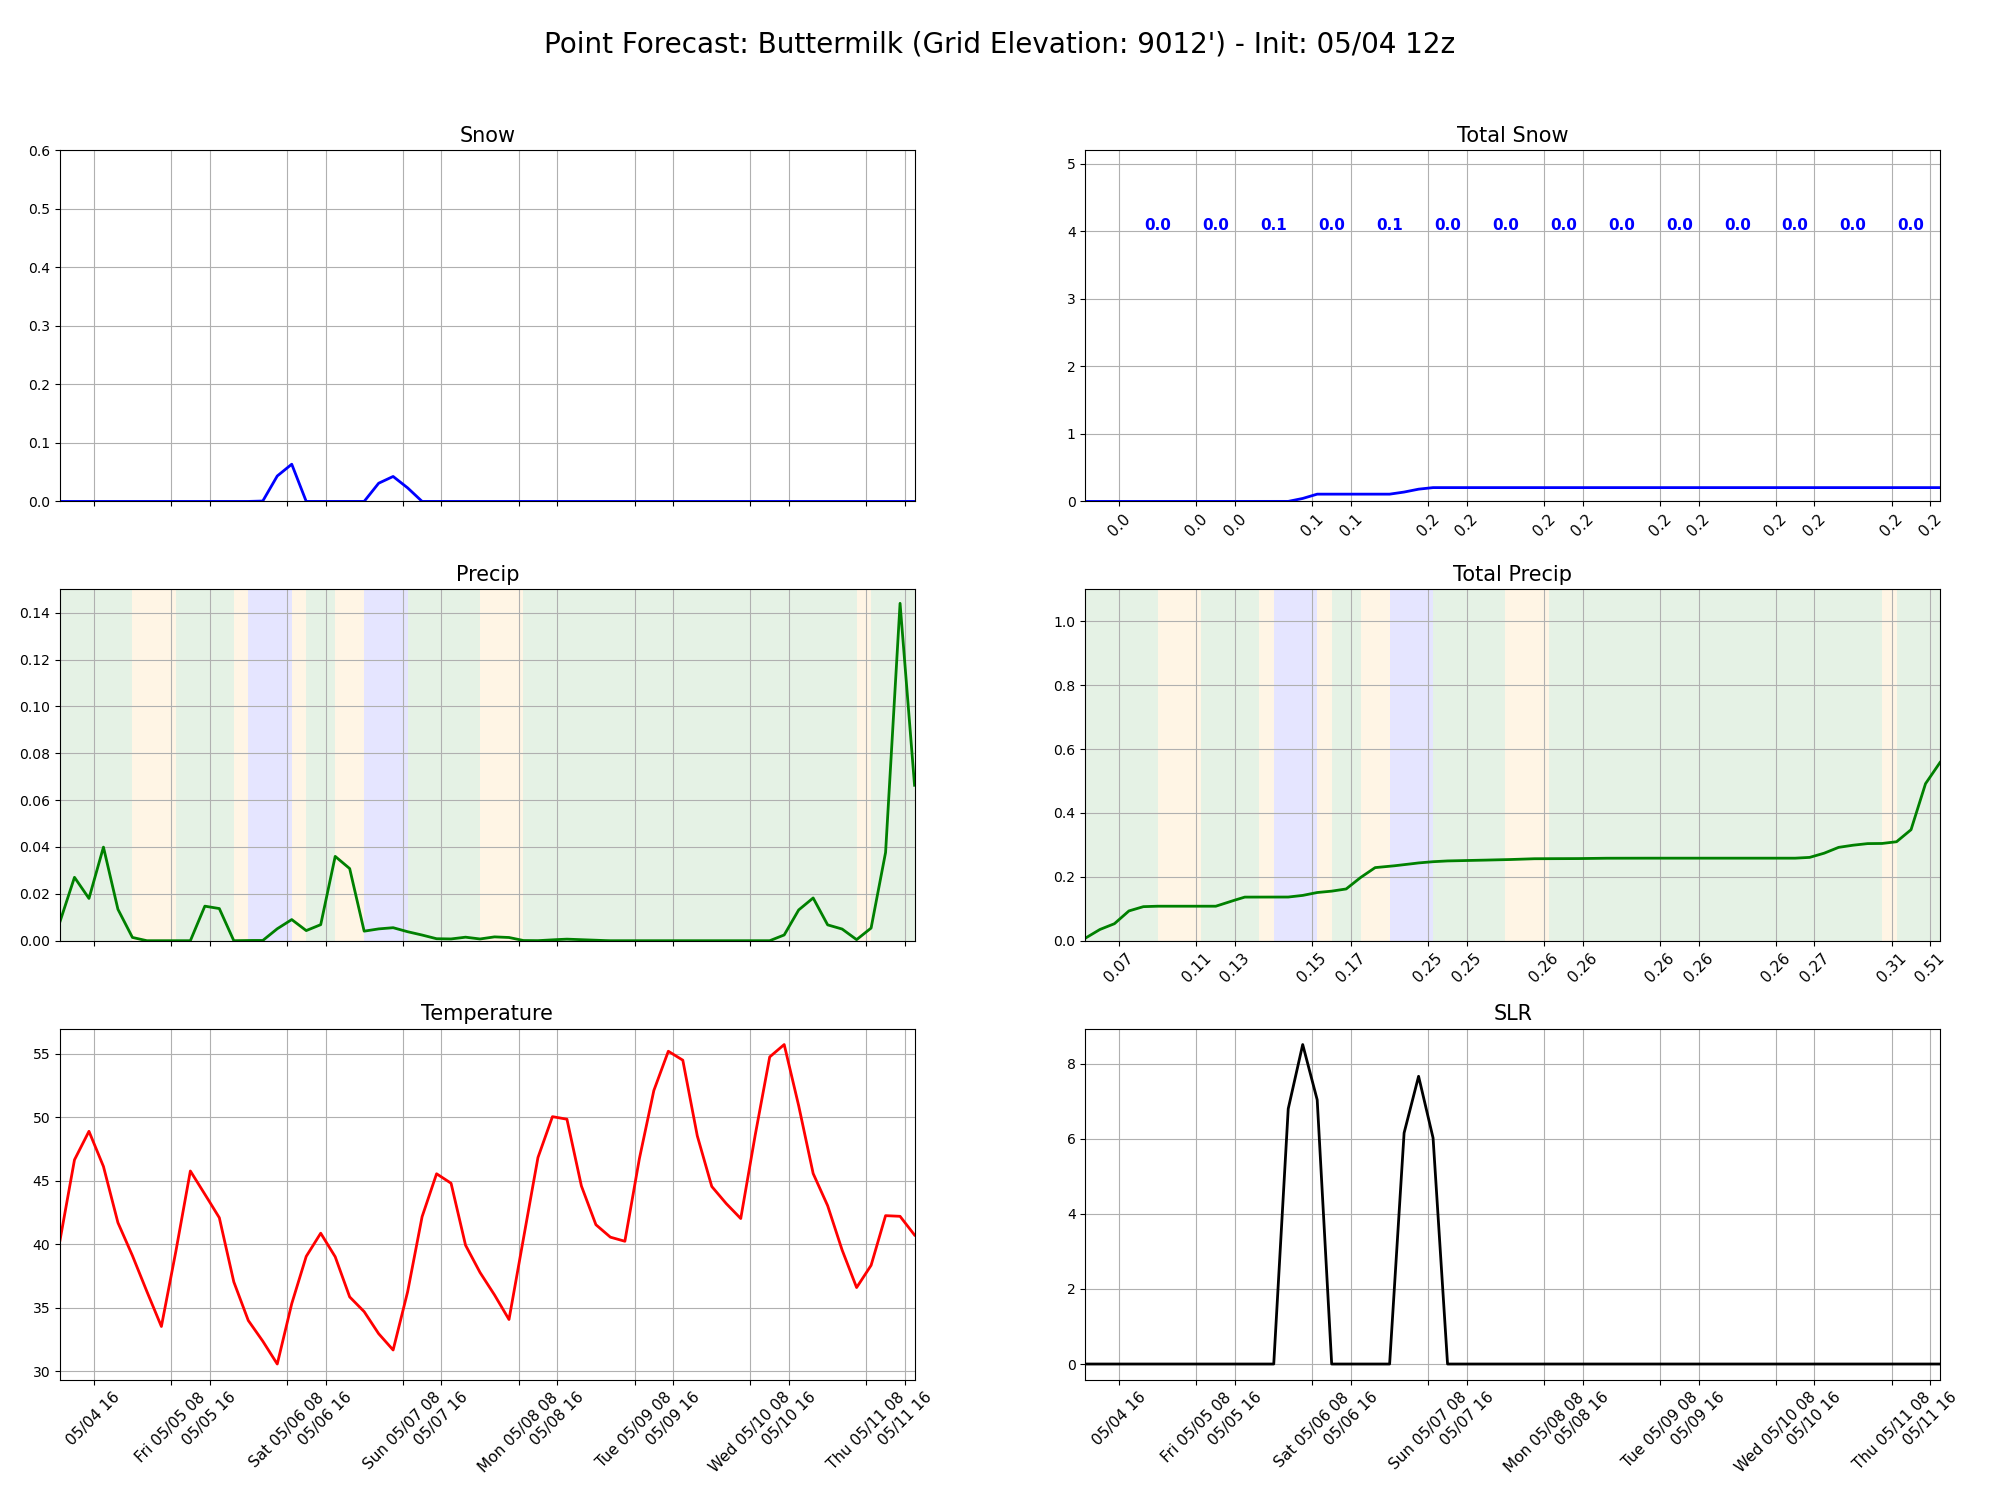 Point Forecast: Buttermilk (Grid Elevation: 9012') - Init: 05/04 12z
Snow
0.6
0.5
0.4
0.3
0.2
0.1
0.0
Total Snow
5
4
3
2
1
0
0.0 0.0 0.1 0.0 0.1 0.0 0.0 0.0 0.0 0.0 0.0 0.0 0.0 0.0
0.0 0.0 0.0 0.1 0.1 0.2 0.2 0.2 0.2 0.2 0.2 0.2 0.2 0.2 0.2
Precip
0.14
0.12
0.10
0.08
0.06
0.04
0.02
0.00
Total Precip
1.0
0.8
0.6
0.4
0.2
0.0
0.07 0.11 0.13 0.15 0.17 0.25 0.25 0.26 0.26 0.26 0.26 0.26 0.27 0.31 0.51
Temperature
55
50
45
40
35
30
05/04 16
Fri 05/05 08
05/05 16
Sat 05/06 08
05/06 16
Sun 05/07 08
05/07 16
Mon 05/08 08
05/08 16
Tue 05/09 08
05/09 16
Wed 05/10 08
05/10 16
Thu 05/11 08
05/11 16
SLR
8
6
4
2
0
05/04 16
Fri 05/05 08
05/05 16
Sat 05/06 08
05/06 16
Sun 05/07 08
05/07 16
Mon 05/08 08
05/08 16
Tue 05/09 08
05/09 16
Wed 05/10 08
05/10 16
Thu 05/11 08
05/11 16